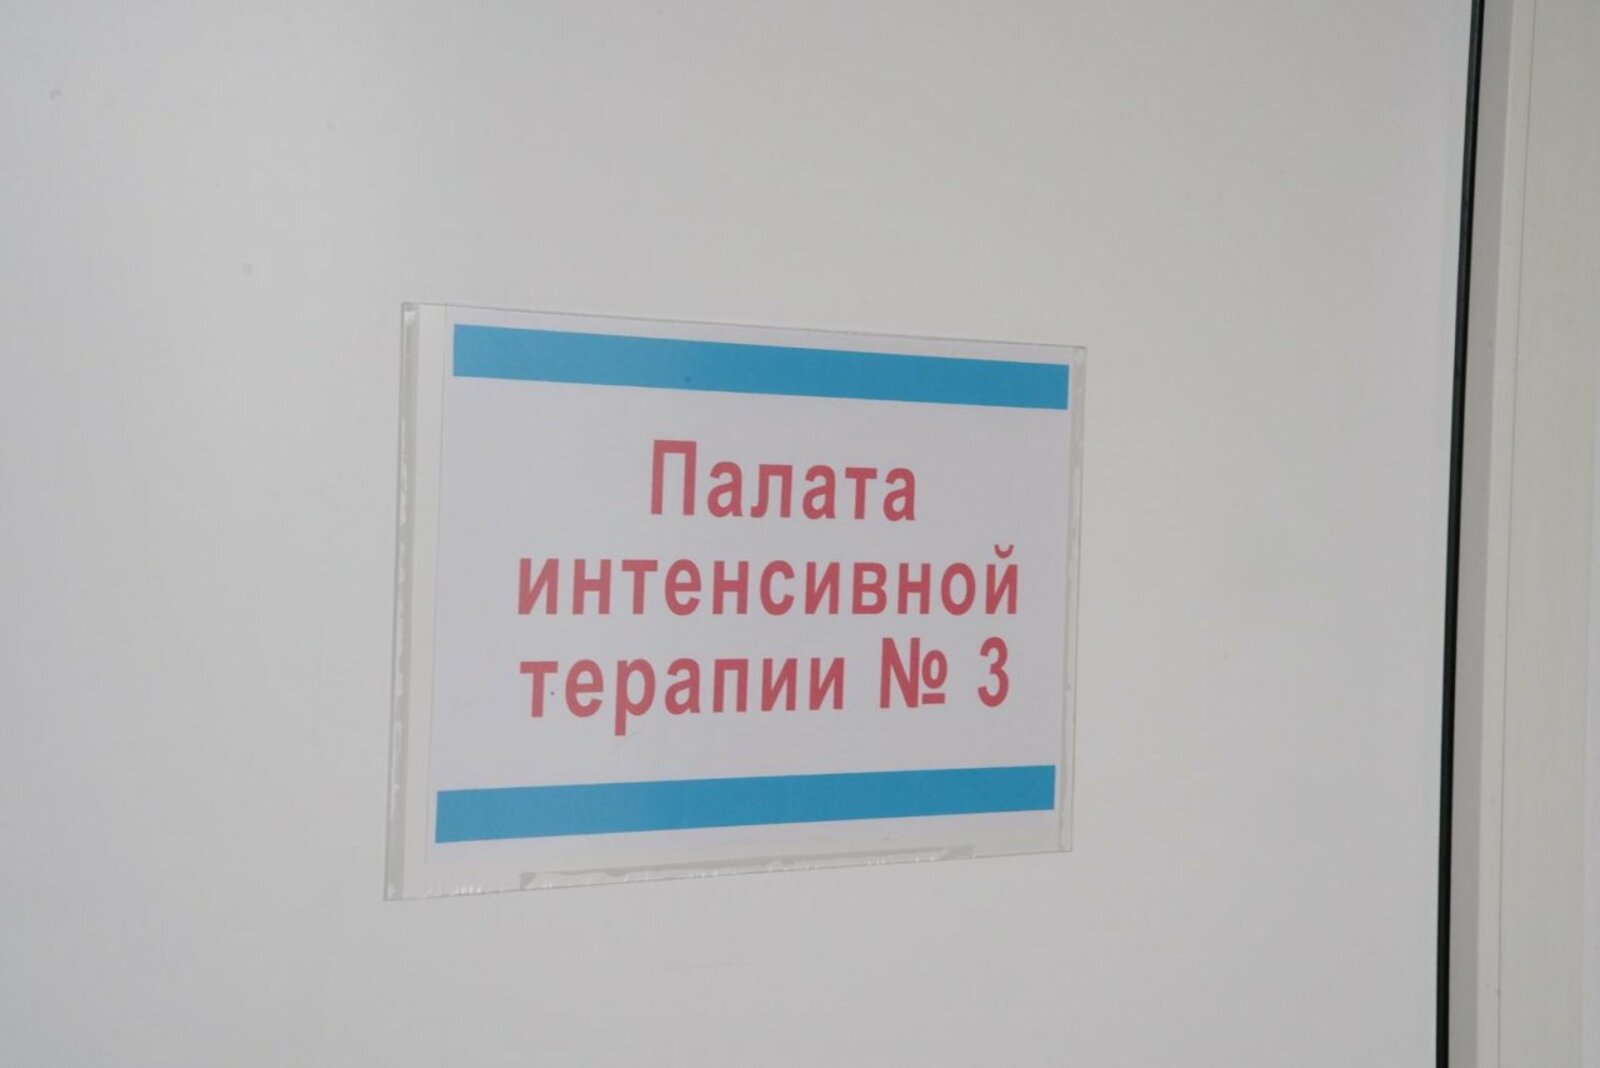 Палата
интенсивной
терапии № 3